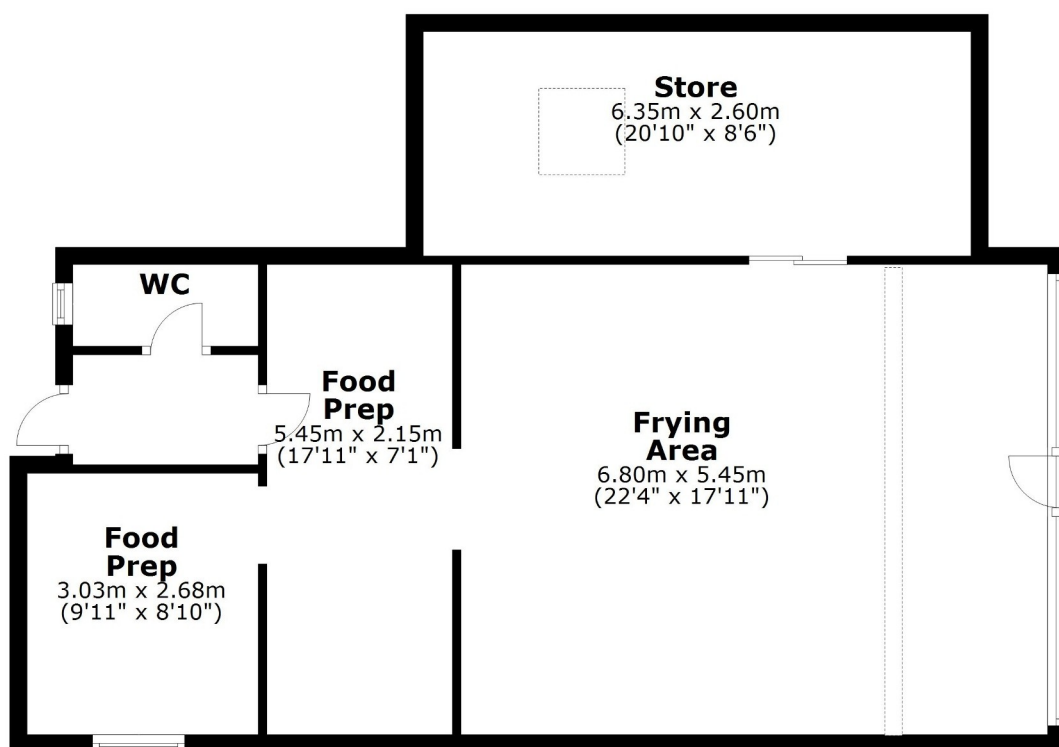 Store
6.35m x 2.60m
(20'10" x 8'6")
WC
Food
Prep
5.45m x 2.15m
(17'11" x 7'1")
Frying
Area
6.80m x 5.45m
(22'4" x 17'11")
Food
Prep
3.03m x 2.68m
(9'11" x 8'10")